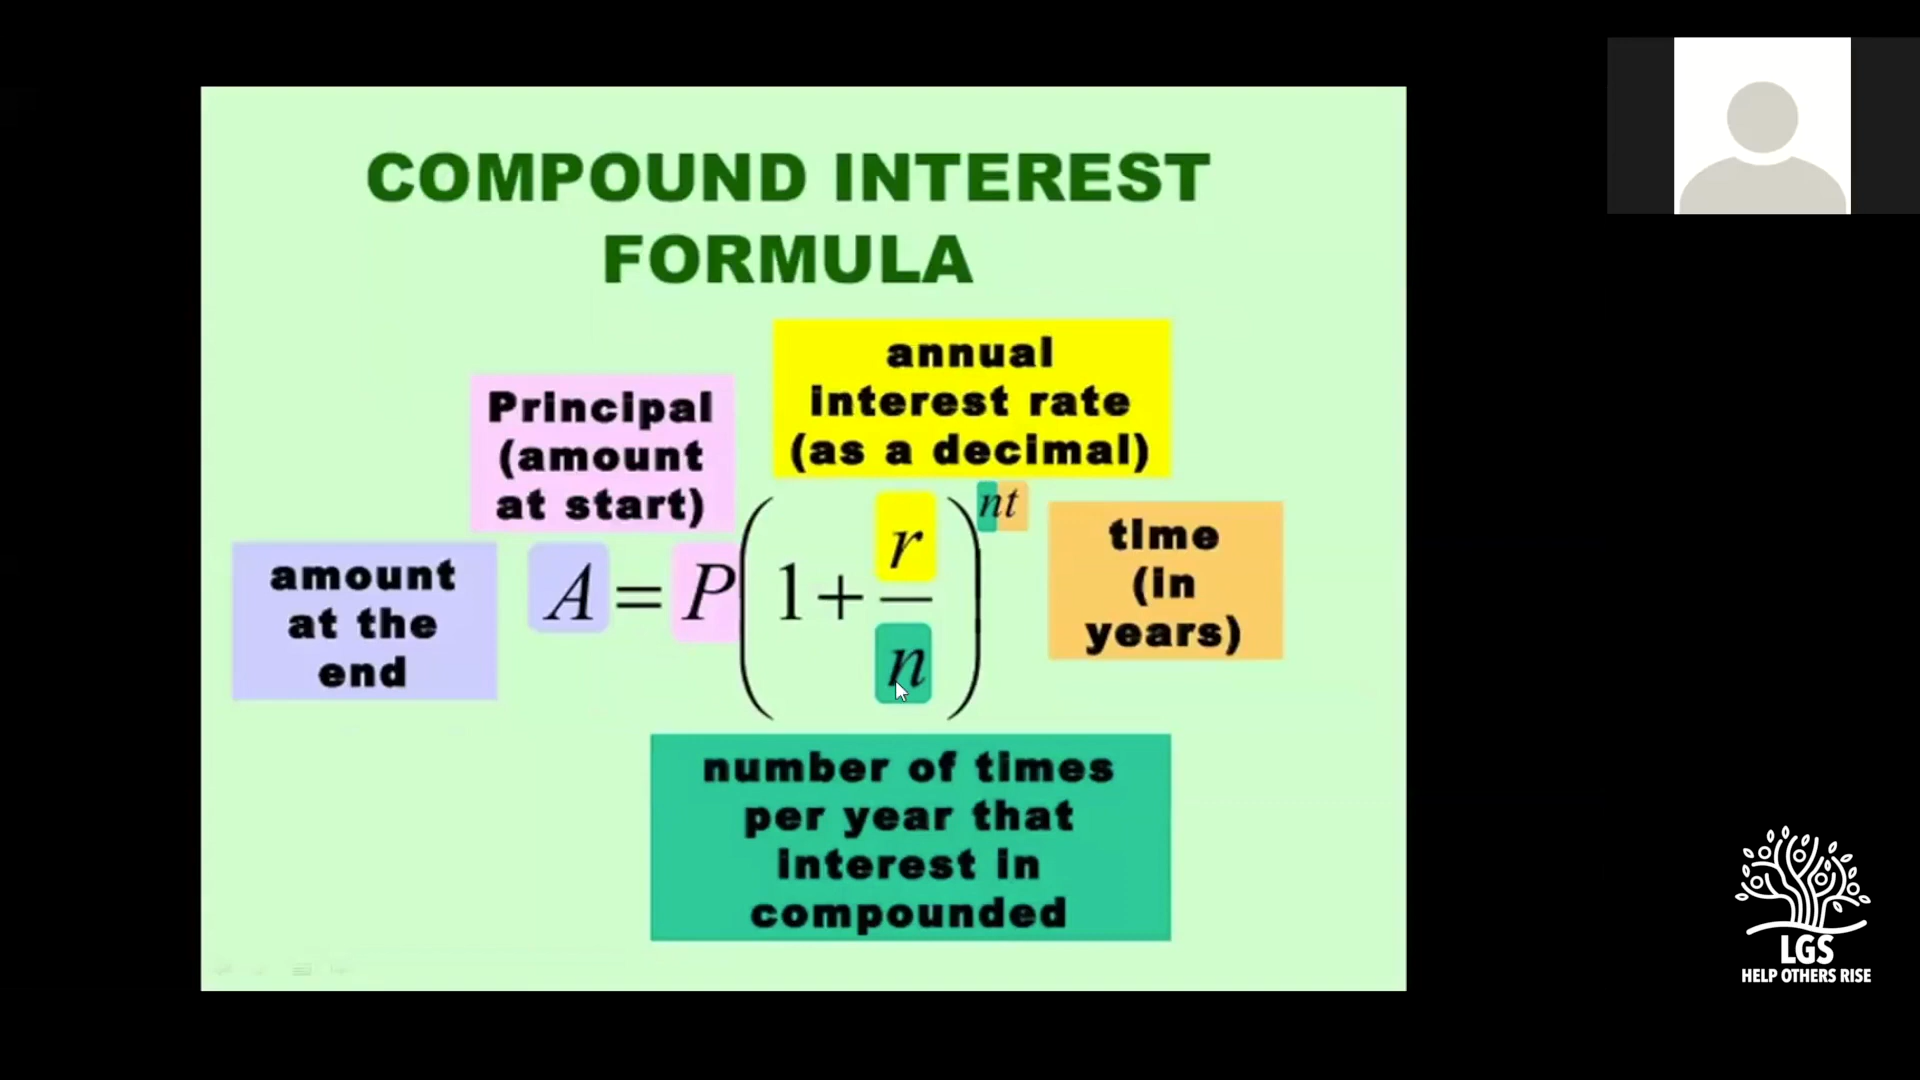 COMPOUND INTEREST
FORMULA
annual
interest rate
(as a decimal)
Principal
(amount
at start)
amount
at the
end
A = P(1 + r/n)^nt
time
(in
years)
number of times
per year that
interest in
compounded
LGS
HELP OTHERS RISE